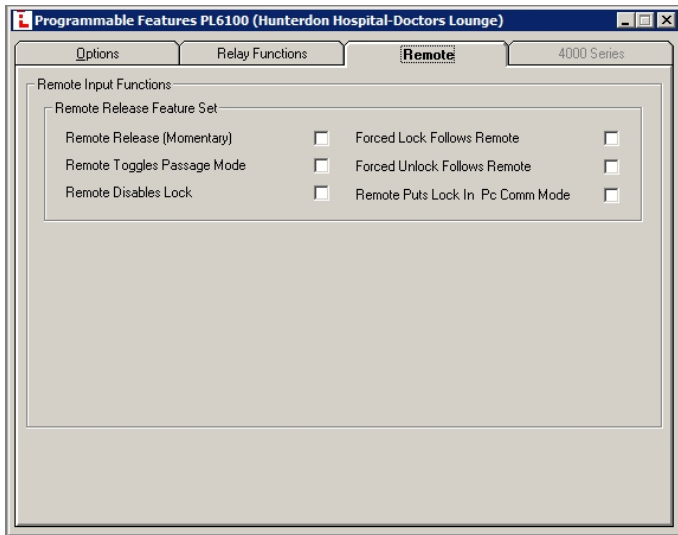 Programmable Features PL6100 (Hunterdon Hospital-Doctors Lounge)
Options Relay Functions Remote 4000 Series
Remote Input Functions
Remote Release Feature Set
Remote Release (Momentary) Forced Lock Follows Remote
Remote Toggles Passage Mode Forced Unlock Follows Remote
Remote Disables Lock Remote Puts Lock In Pc Comm Mode